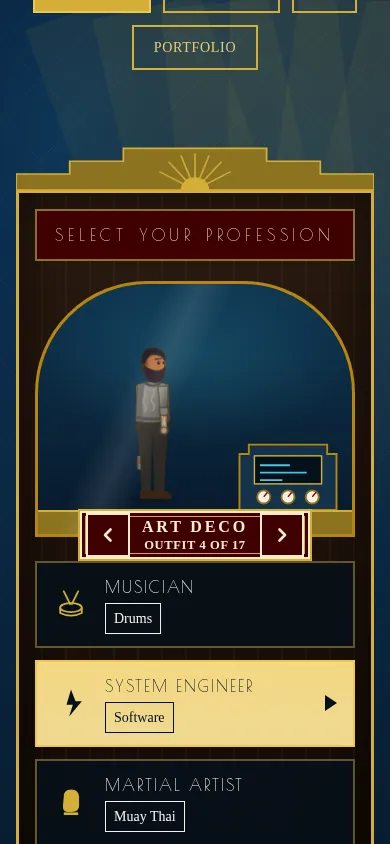 PORTFOLIO
SELECT YOUR PROFESSION
ART DECO
OUTFIT 4 OF 17
MUSICIAN
Drums
SYSTEM ENGINEER
Software
MARTIAL ARTIST
Muay Thai